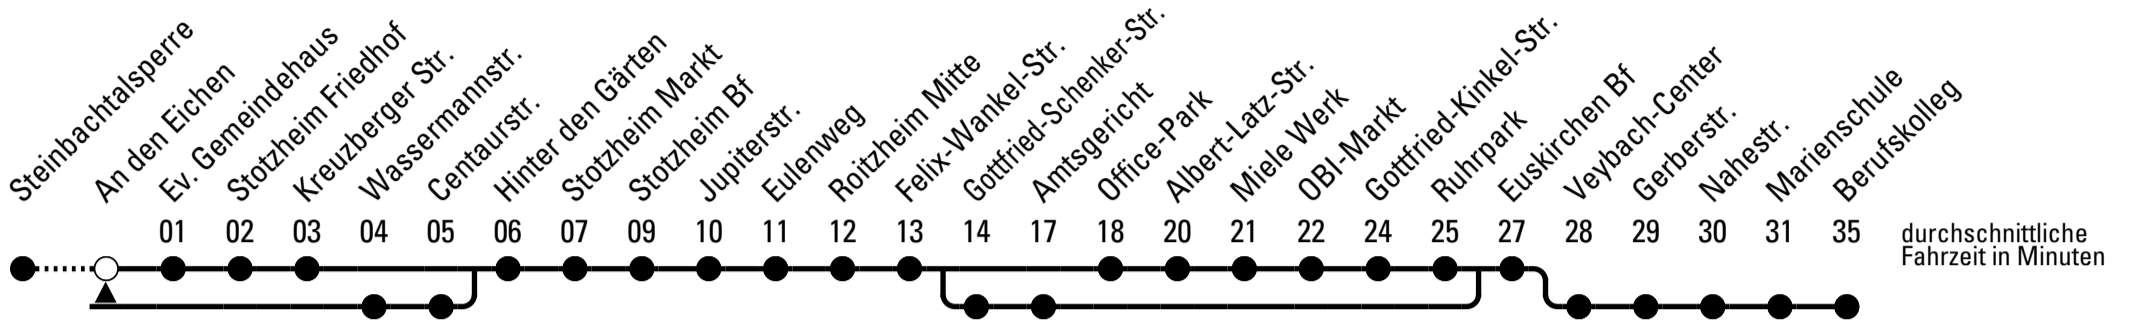 Steinbachtalsperre
An den Eichen
Ev. Gemeindehaus
Stotzheim Friedhof
Kreuzberger Str.
Wassermannstr.
Centaurstr.
Hinter den Gärten
Stotzheim Markt
Stotzheim Bf
Jupiterstr.
Eulenweg
Roitzheim Mitte
Felix-Wankel-Str.
Gottfried-Schenker-Str.
Amtsgericht
Office-Park
Albert-Latz-Str.
Miele Werk
OBI-Markt
Gottfried-Kinkel-Str.
Ruhrpark
Euskirchen Bf
Veybach-Center
Gerberstr.
Nahestr.
Marienschule
Berufskolleg
01 02 03 04 05 06 07 09 10 11 12 13 14 17 18 20 21 22 24 25 27 28 29 30 31 35
durchschnittliche
Fahrzeit in Minuten